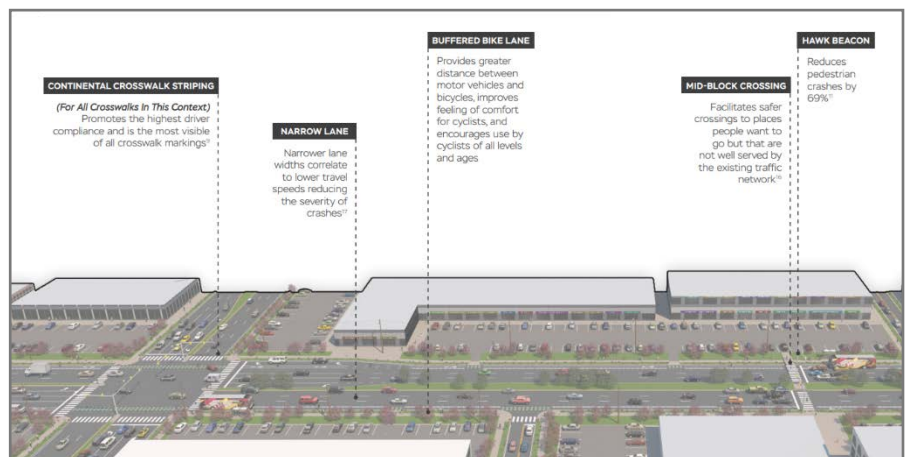 CONTINENTAL CROSSWALK STRIPING
(For All Crosswalks In This Context)
Promotes the highest driver
compliance and is the most visible
of all crosswalk markings
NARROW LANE
Narrower lane
widths correlate
to lower travel
speeds reducing
the severity of
crashes¹⁷
BUFFERED BIKE LANE
Provides greater
distance between
motor vehicles and
bicycles, improves
feeling of comfort
for cyclists, and
encourages use by
cyclists of all levels
and ages
MID-BLOCK CROSSING
Facilitates safer
crossings to places
people want to
go but that are
not well served by
the existing traffic
network
HAWK BEACON
Reduces
pedestrian
crashes by
69%